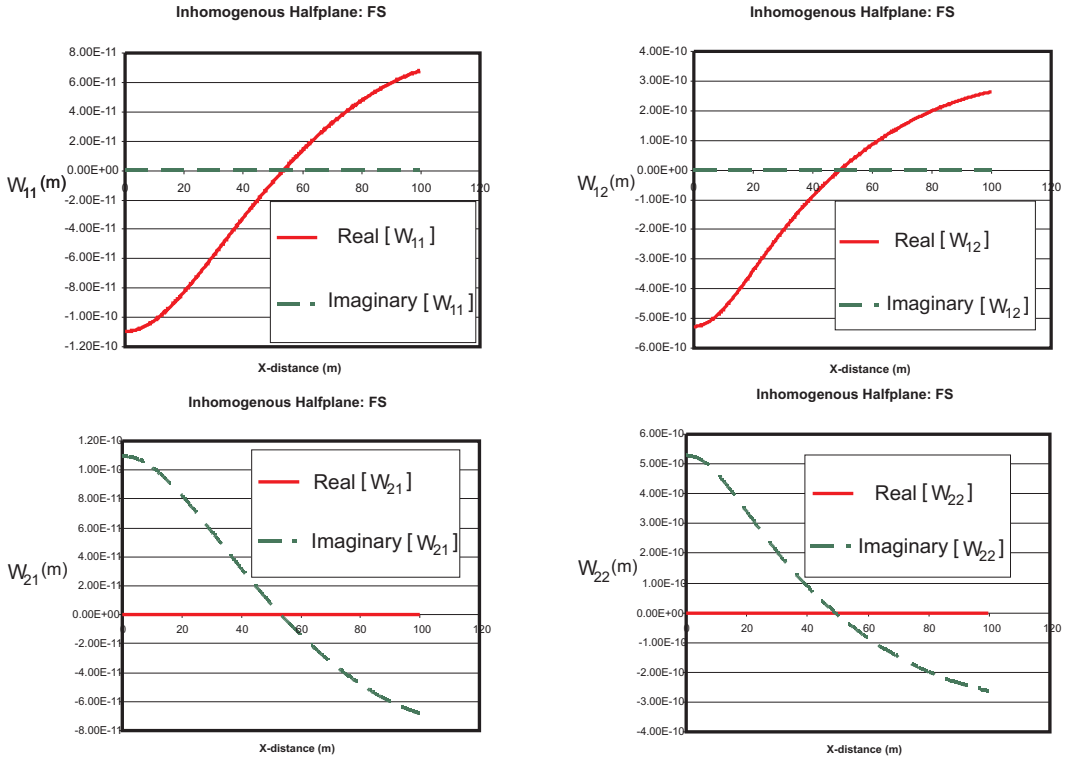 Inhomogenous Halfplane: FS
8.00E-11
6.00E-11
4.00E-11
2.00E-11
0.00E+00
-2.00E-11
-4.00E-11
-6.00E-11
-8.00E-11
-1.00E-10
-1.20E-10
0 20 40 60 80 100 120
W11(m)
Real [W11]
Imaginary [W11]
X-distance (m)
Inhomogenous Halfplane: FS
4.00E-10
3.00E-10
2.00E-10
1.00E-10
0.00E+00
-1.00E-10
-2.00E-10
-3.00E-10
-4.00E-10
-5.00E-10
-6.00E-10
0 20 40 60 80 100 120
W12(m)
Real [W12]
Imaginary [W12]
X-distance (m)
Inhomogenous Halfplane: FS
1.20E-10
1.00E-10
8.00E-11
6.00E-11
4.00E-11
2.00E-11
0.00E+00
-2.00E-11
-4.00E-11
-6.00E-11
-8.00E-11
0 20 40 60 80 100 120
W21(m)
Real [W21]
Imaginary [W21]
X-distance (m)
Inhomogenous Halfplane: FS
6.00E-10
5.00E-10
4.00E-10
3.00E-10
2.00E-10
1.00E-10
0.00E+00
-1.00E-10
-2.00E-10
-3.00E-10
-4.00E-10
0 20 40 60 80 100 120
W22(m)
Real [W22]
Imaginary [W22]
X-distance (m)